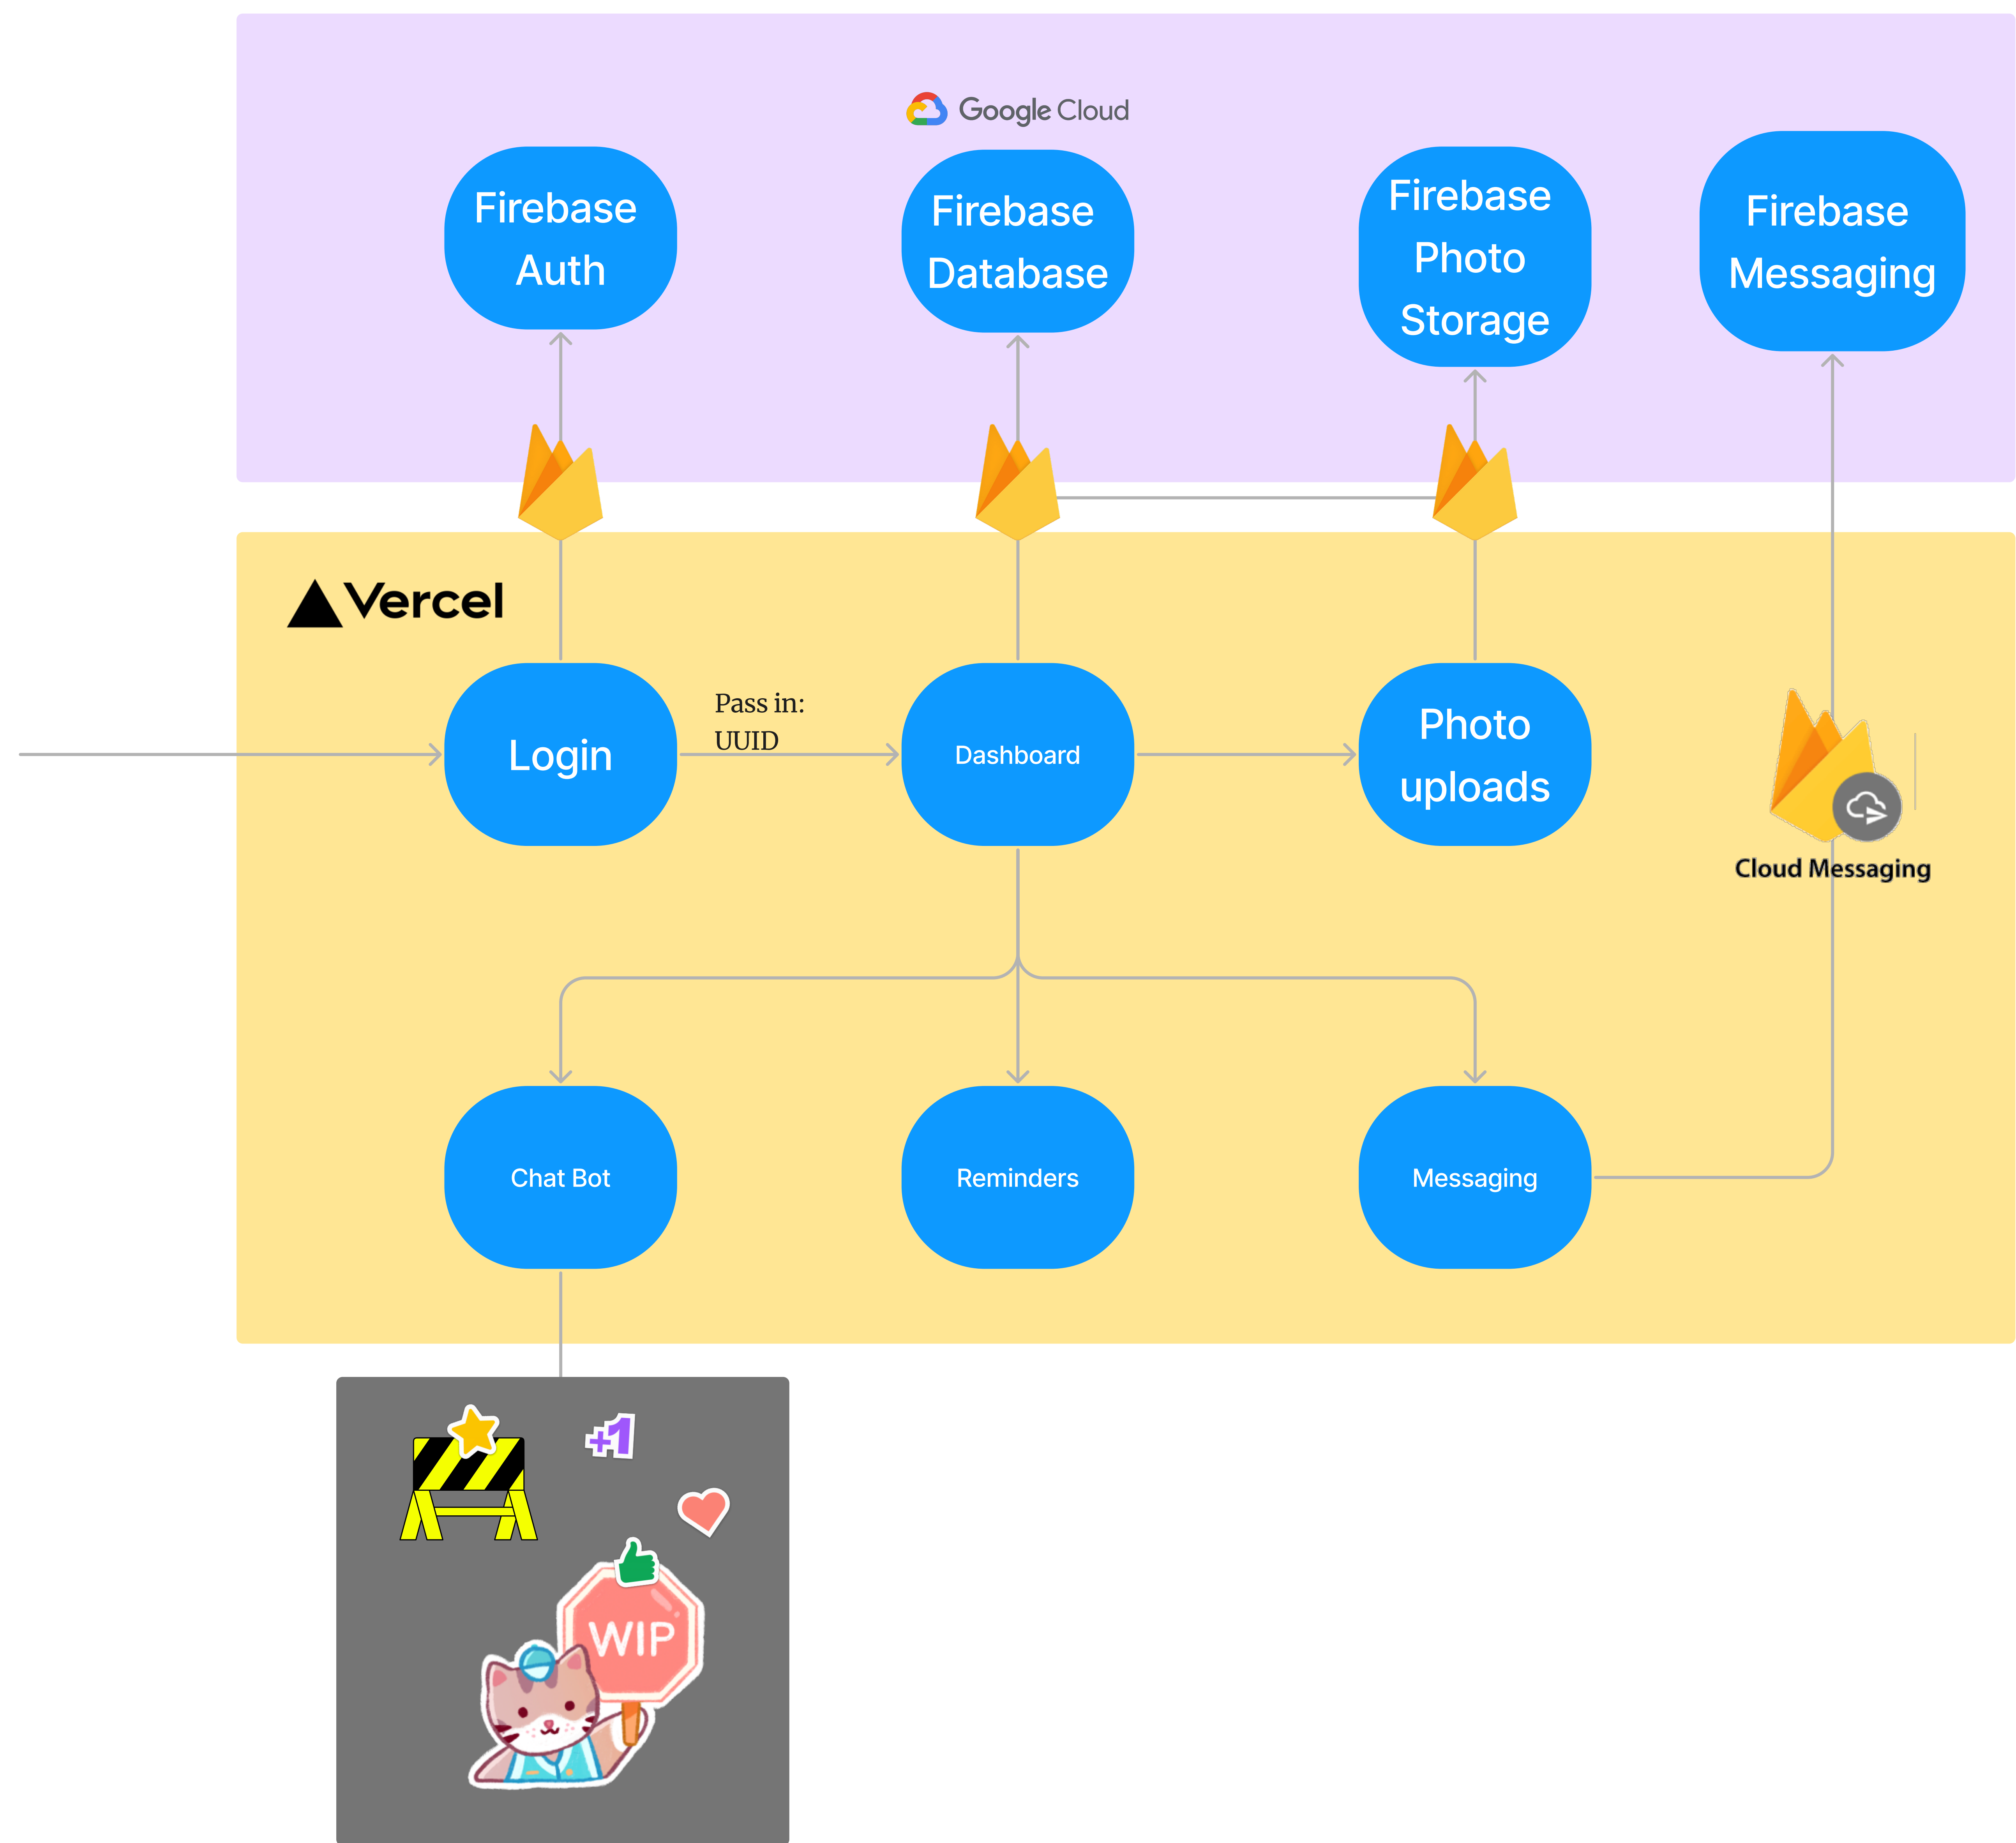 Google Cloud
Firebase
Auth
Firebase
Database
Firebase
Photo
Storage
Firebase
Messaging
Vercel
Login
Pass in:
UUID
Dashboard
Photo
uploads
Cloud Messaging
Chat Bot
Reminders
Messaging
+1
WIP